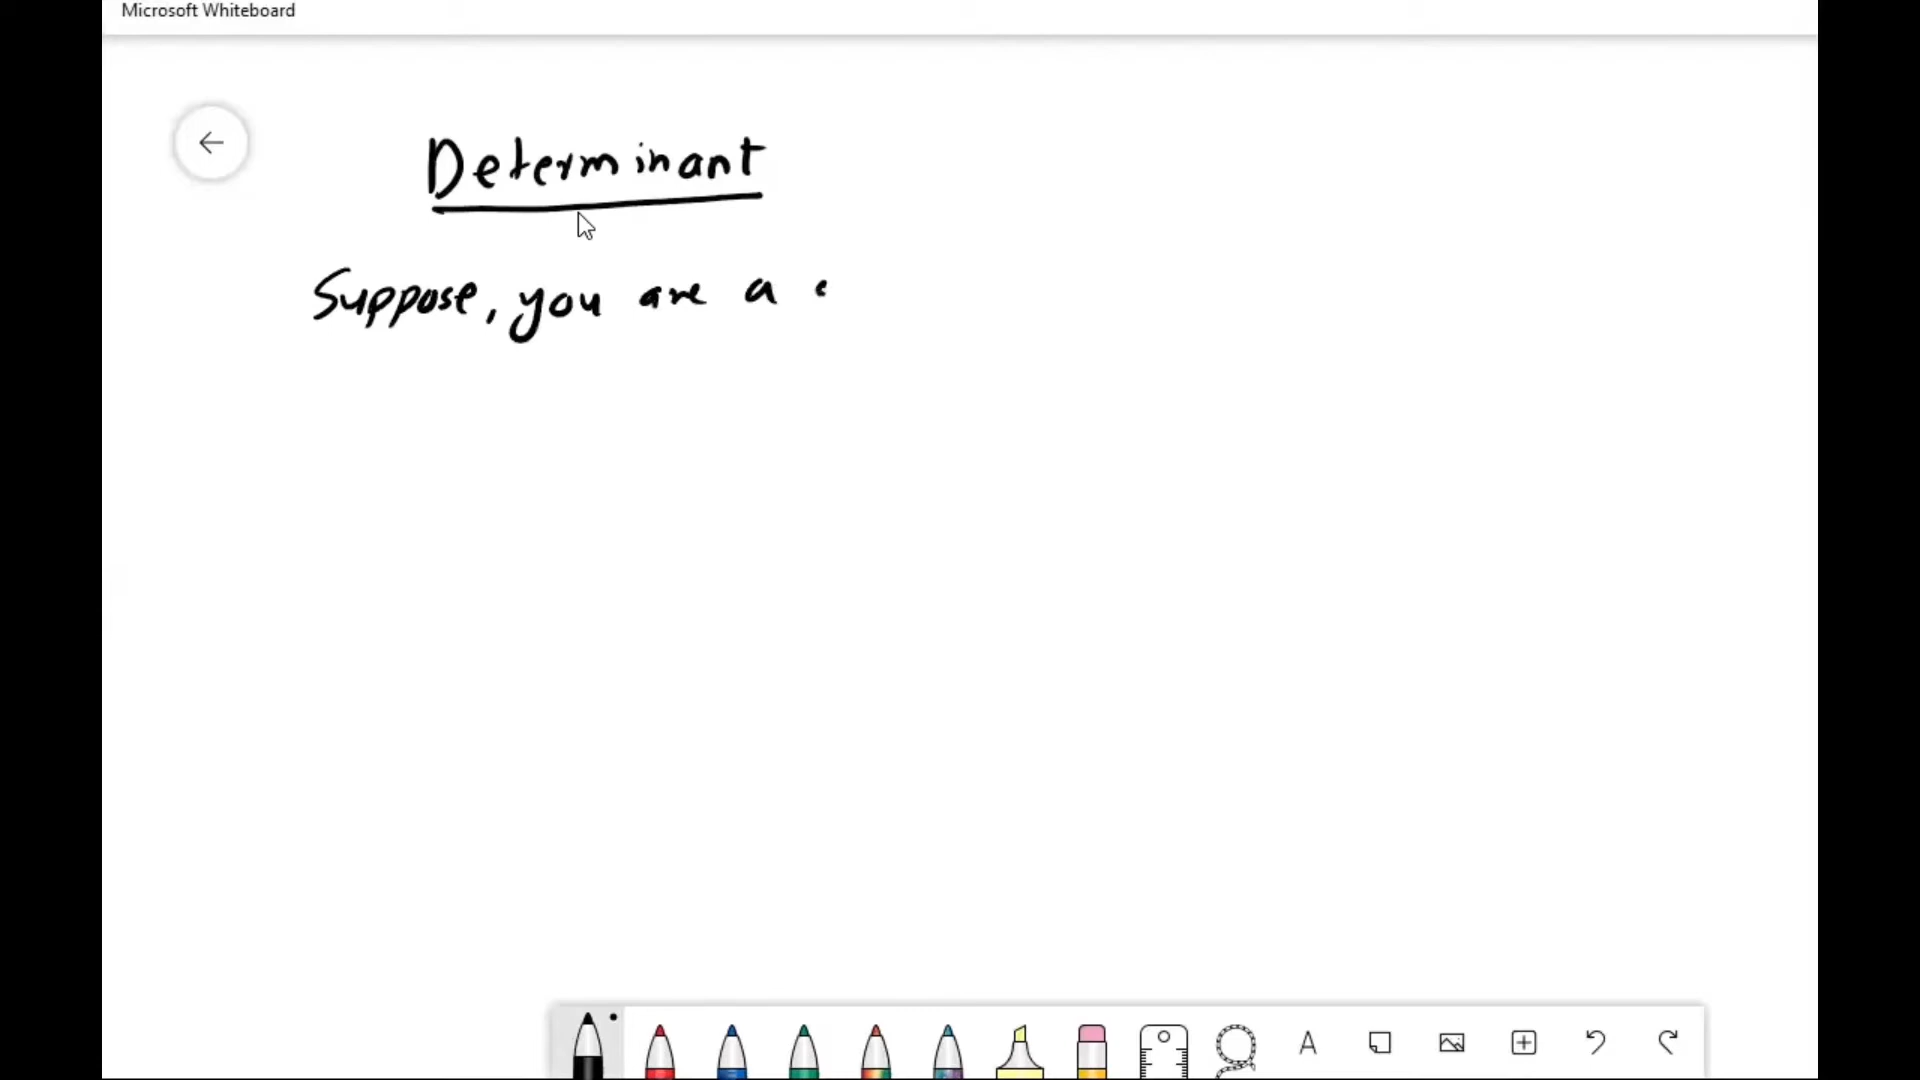 Microsoft Whiteboard
Determinant
Suppose, you are a
A